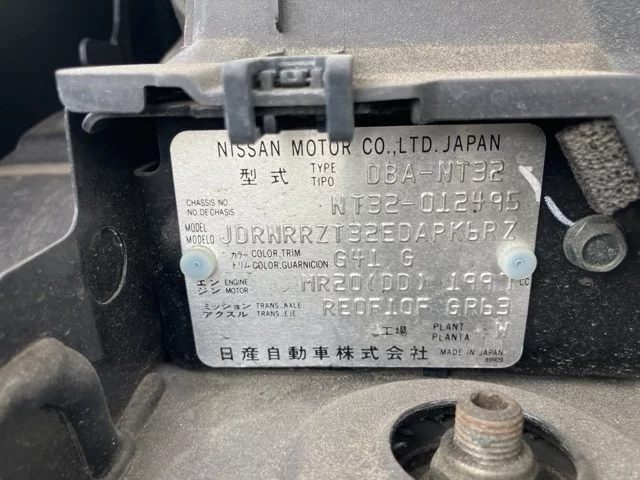 NISSAN MOTOR CO.,LTD. JAPAN
型式 TYPE TIPO DBA-NT32
CHASSIS NO. NO.DE CHASIS NT32-012495
MODEL MODELO JDRNRRZT32EDAPK6RZ
カラー COLOR,TRIM トリム COLOR,GUARNICION G41 G
エンジン ENGINE MOTOR MR20(DD) 1997 CC
ミッション アクスル TRANS.,AXLE TRANS.,EJE RE0F10F GR63
工場 PLANT PLANTA W
日産自動車株式会社 MADE IN JAPAN